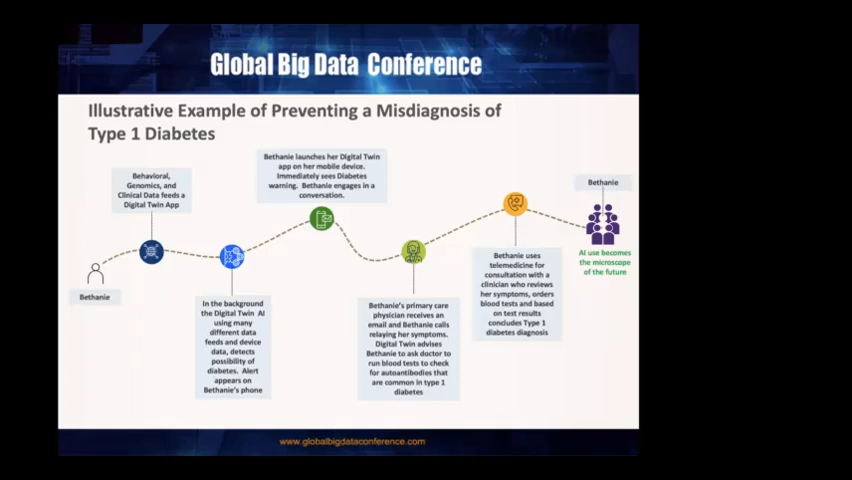 Global Big Data Conference
Illustrative Example of Preventing a Misdiagnosis of
Type 1 Diabetes
Bethanie
Behavioral,
Genomics, and
Clinical Data feeds a
Digital Twin App
In the background
the Digital Twin AI
using many
different data
feeds and device
data, detects
possibility of
diabetes. Alert
appears on
Bethanie's phone
Bethanie launches her Digital Twin
app on her mobile device.
Immediately sees Diabetes
warning. Bethanie engages in a
conversation.
Bethanie's primary care
physician receives an
email and Bethanie calls
relaying her symptoms.
Digital Twin advises
Bethanie to ask doctor to
run blood tests to check
for autoantibodies that
are common in type 1
diabetes
Bethanie uses
telemedicine for
consultation with a
clinician who reviews
her symptoms, orders
blood tests and based
on test results
concludes Type 1
diabetes diagnosis
Bethanie
AI use becomes
the microscope
of the future
www.globalbigdataconference.com